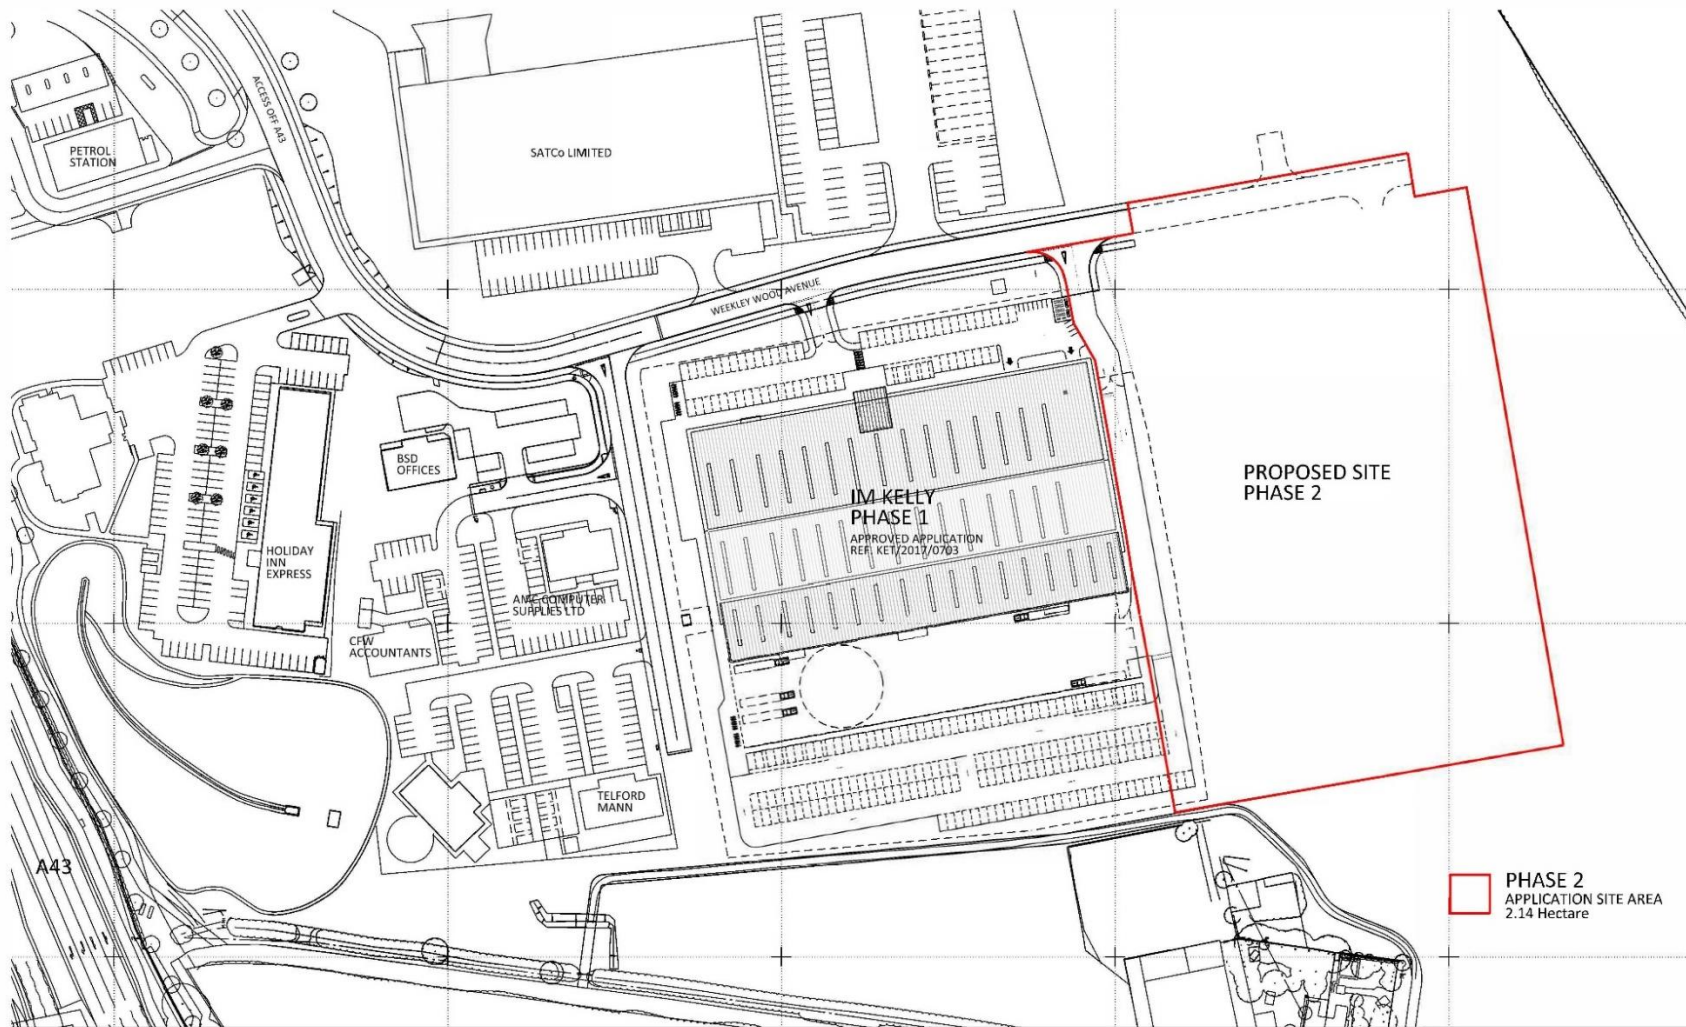 ACCESS OFF A43
PETROL
STATION
SATCo LIMITED
WEEKLEY WOOD AVENUE
BSD
OFFICES
IM KELLY
PHASE 1
APPROVED APPLICATION
REF. KET/2017/0703
PROPOSED SITE
PHASE 2
HOLIDAY
INN
EXPRESS
AMC COMPUTER
SUPPLIES LTD
CFW
ACCOUNTANTS
TELFORD
MANN
A43
PHASE 2
APPLICATION SITE AREA
2.14 Hectare